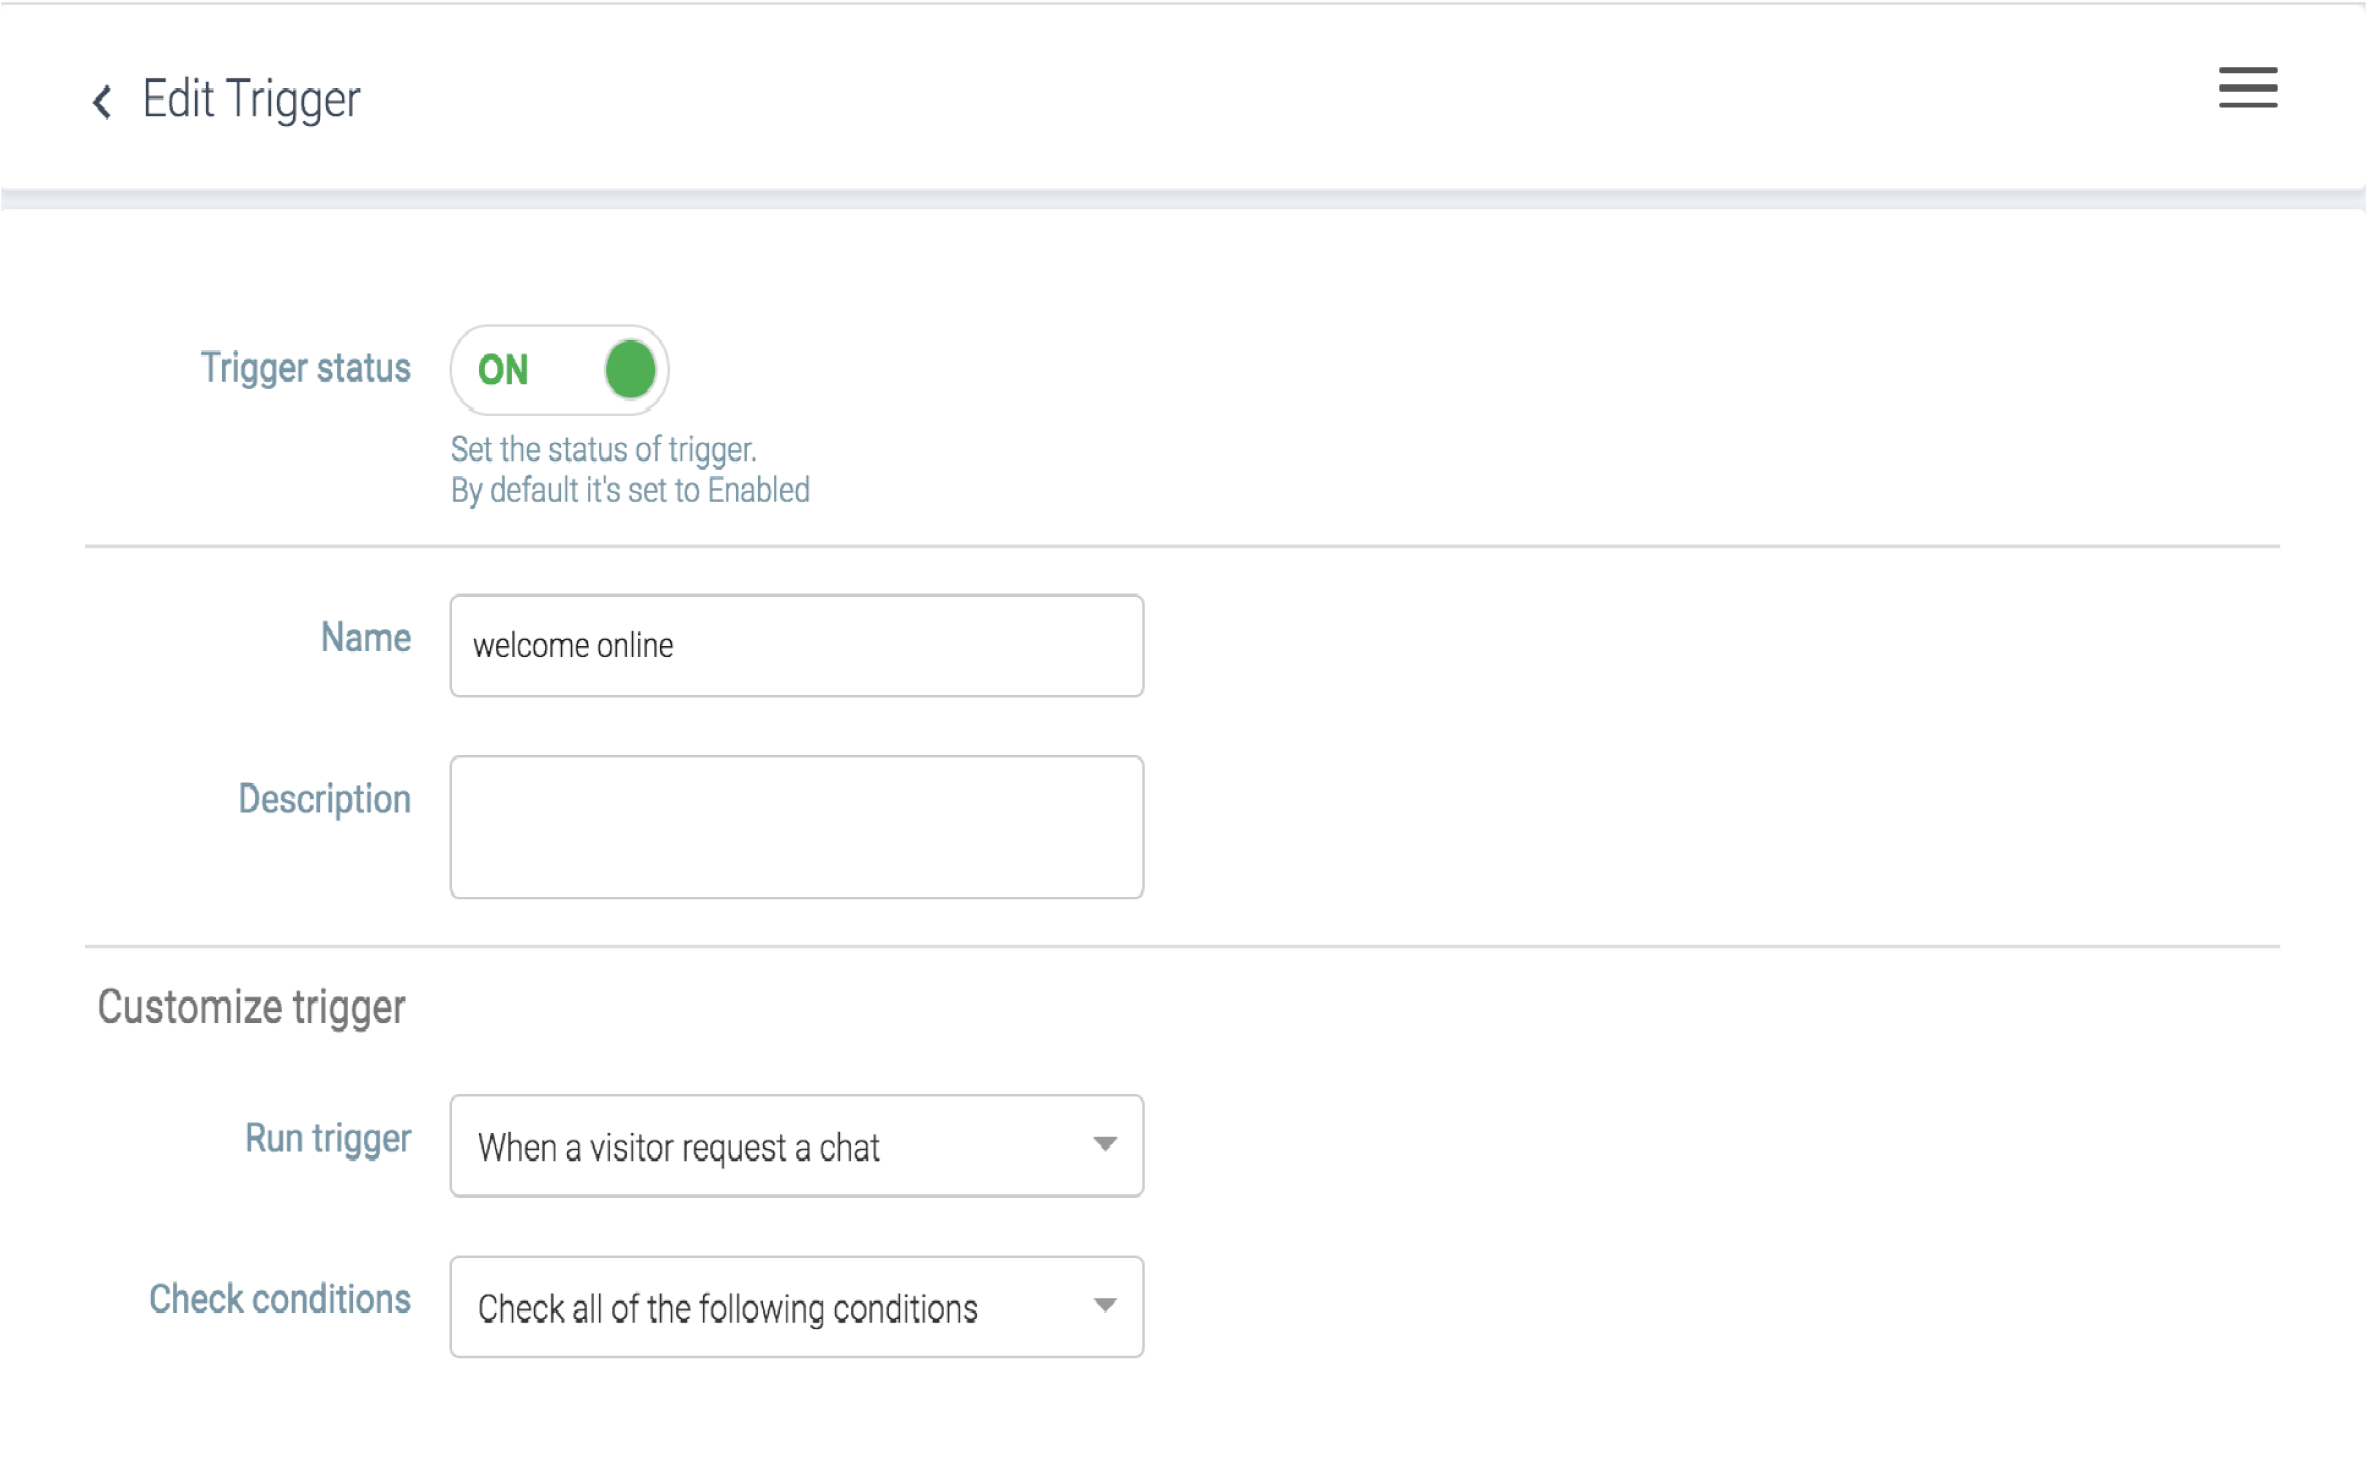 Edit Trigger
Trigger status
ON
Set the status of trigger.
By default it's set to Enabled
Name
welcome online
Description
Customize trigger
Run trigger
When a visitor request a chat
Check conditions
Check all of the following conditions